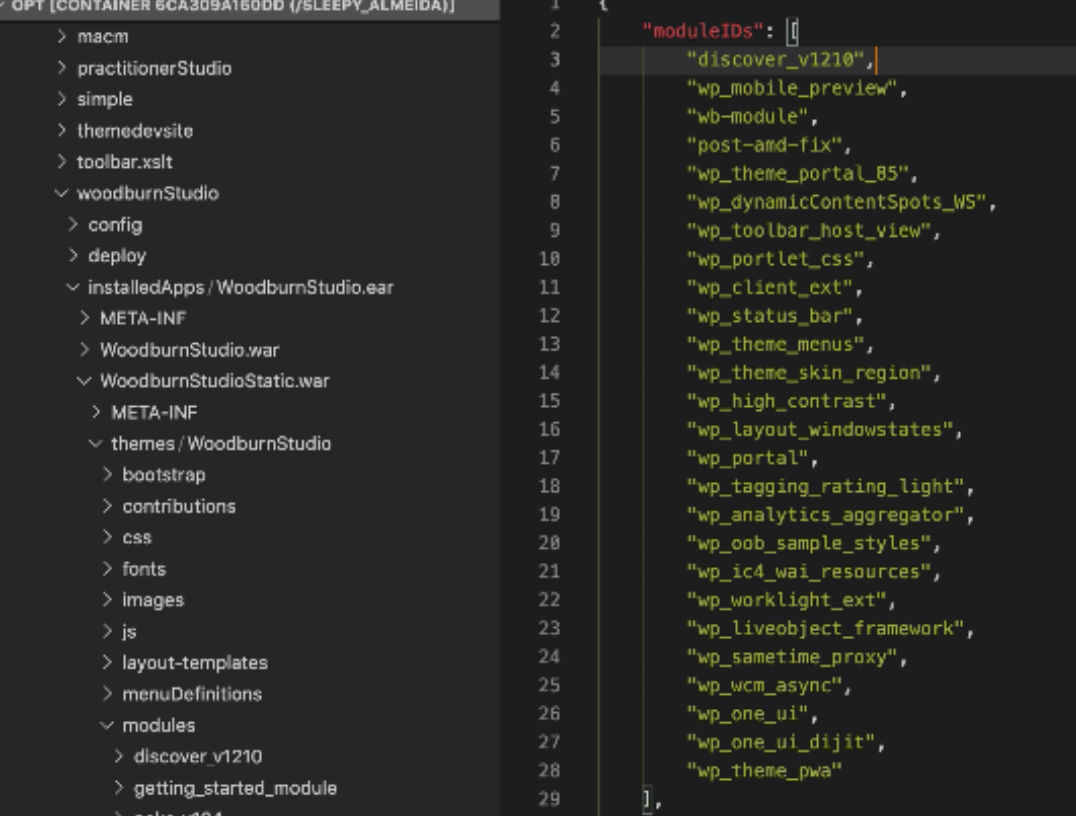 OPT [CONTAINER 6CA309A160DD (/SLEEPY_ALMEIDA)]
macm
practitionerStudio
simple
themedevsite
toolbar.xslt
woodburnStudio
config
deploy
installedApps/WoodburnStudio.ear
META-INF
WoodburnStudio.war
WoodburnStudioStatic.war
META-INF
themes/WoodburnStudio
bootstrap
contributions
css
fonts
images
js
layout-templates
menuDefinitions
modules
discover_v1210
getting_started_module
1 {
2 "moduleIDs": [
3 "discover_v1210",
4 "wp_mobile_preview",
5 "wb-module",
6 "post-amd-fix",
7 "wp_theme_portal_85",
8 "wp_dynamicContentSpots_WS",
9 "wp_toolbar_host_view",
10 "wp_portlet_css",
11 "wp_client_ext",
12 "wp_status_bar",
13 "wp_theme_menus",
14 "wp_theme_skin_region",
15 "wp_high_contrast",
16 "wp_layout_windowstates",
17 "wp_portal",
18 "wp_tagging_rating_light",
19 "wp_analytics_aggregator",
20 "wp_oob_sample_styles",
21 "wp_ic4_wai_resources",
22 "wp_worklight_ext",
23 "wp_liveobject_framework",
24 "wp_sametime_proxy",
25 "wp_wcm_async",
26 "wp_one_ui",
27 "wp_one_ui_dijit",
28 "wp_theme_pwa"
29 ],